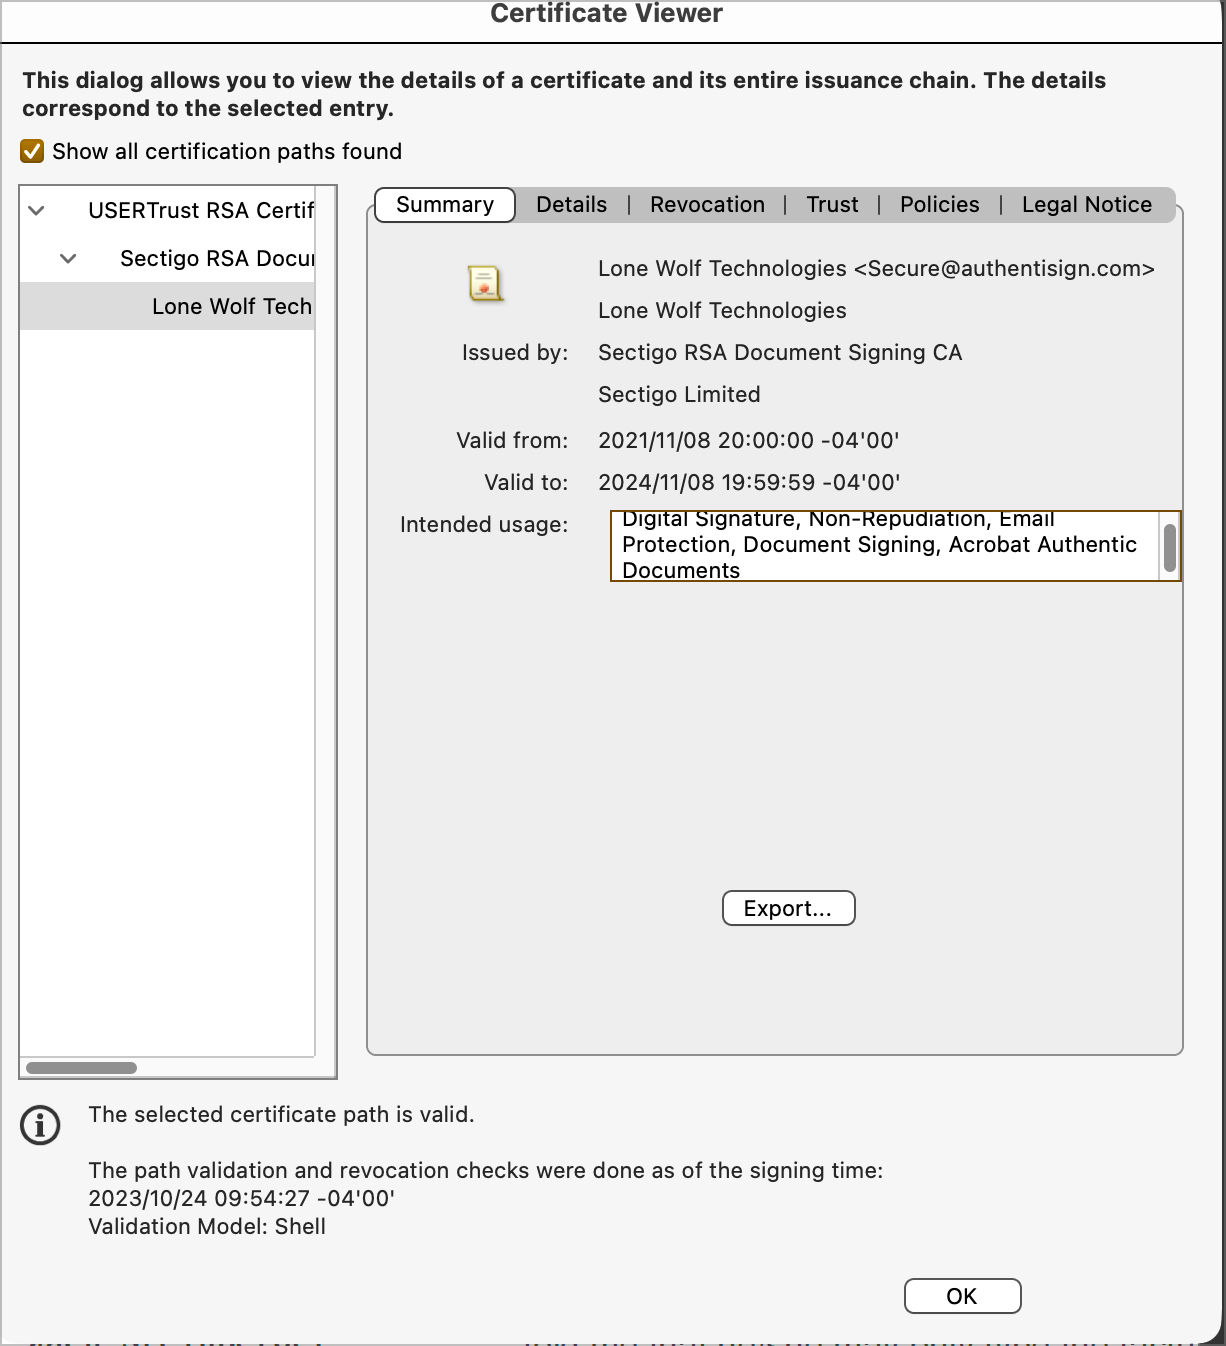 Certificate Viewer
This dialog allows you to view the details of a certificate and its entire issuance chain. The details
correspond to the selected entry.
Show all certification paths found
USERTrust RSA Certif
Sectigo RSA Docu
Lone Wolf Tech
Summary | Details | Revocation | Trust | Policies | Legal Notice
Lone Wolf Technologies <Secure@authentisign.com>
Lone Wolf Technologies
Issued by: Sectigo RSA Document Signing CA
Sectigo Limited
Valid from: 2021/11/08 20:00:00 -04'00'
Valid to: 2024/11/08 19:59:59 -04'00'
Intended usage: Digital Signature, Non-Repudiation, Email
Protection, Document Signing, Acrobat Authentic
Documents
Export...
The selected certificate path is valid.
The path validation and revocation checks were done as of the signing time:
2023/10/24 09:54:27 -04'00'
Validation Model: Shell
OK